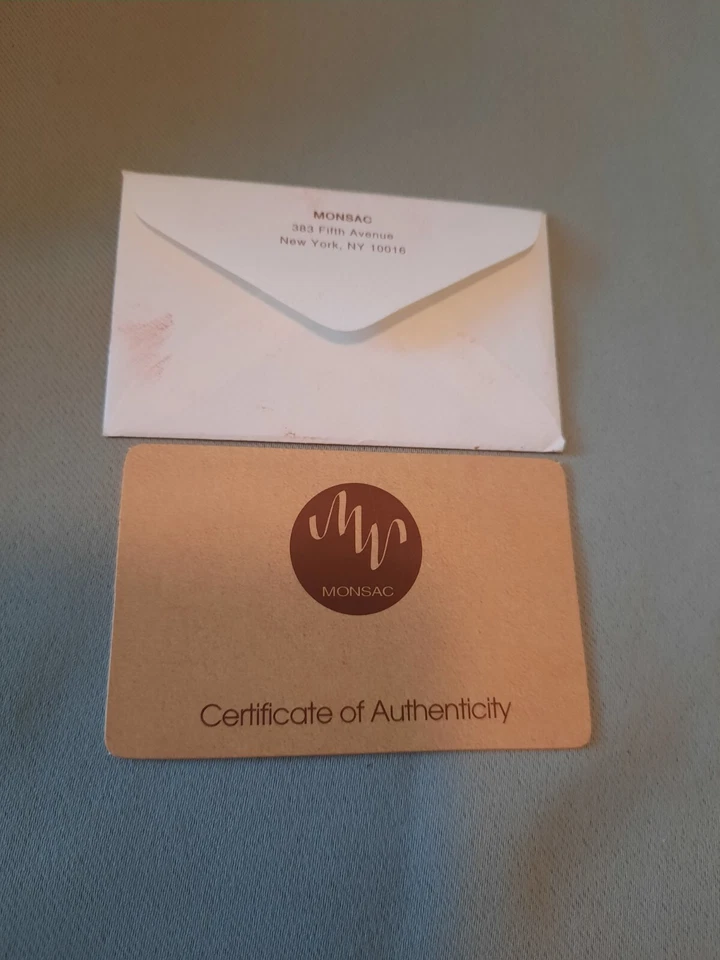 MONSAC
383 Fifth Avenue
New York, NY 10016
MONSAC
Certificate of Authenticity